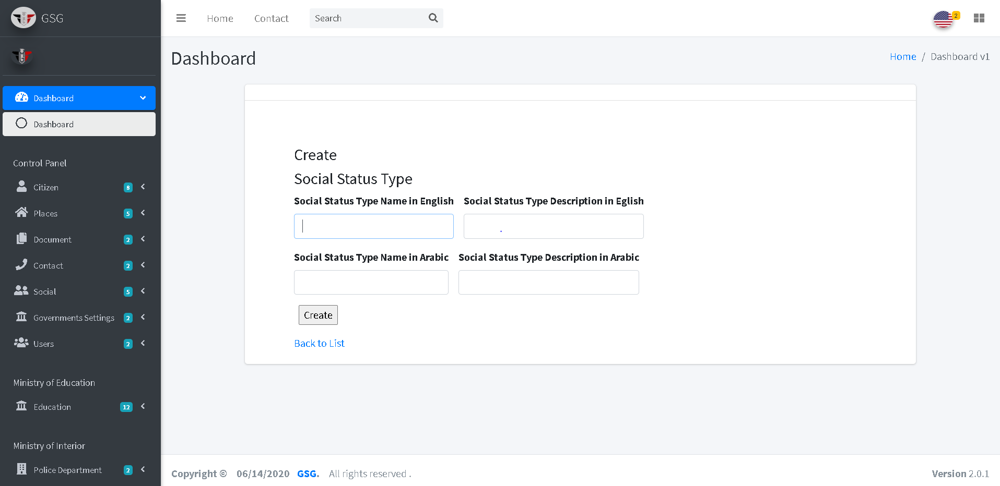 GSG
Home
Contact
Search
2
Dashboard
Home / Dashboard v1
Dashboard
Dashboard
Control Panel
Citizen 8
Places 5
Document 2
Contact 2
Social 5
Governments Settings 2
Users 2
Ministry of Education
Education 12
Ministry of Interior
Police Department 2
Create
Social Status Type
Social Status Type Name in English
Social Status Type Description in Eglish
.
Social Status Type Name in Arabic
Social Status Type Description in Arabic
Create
Back to List
Copyright © 06/14/2020 GSG. All rights reserved .
Version 2.0.1